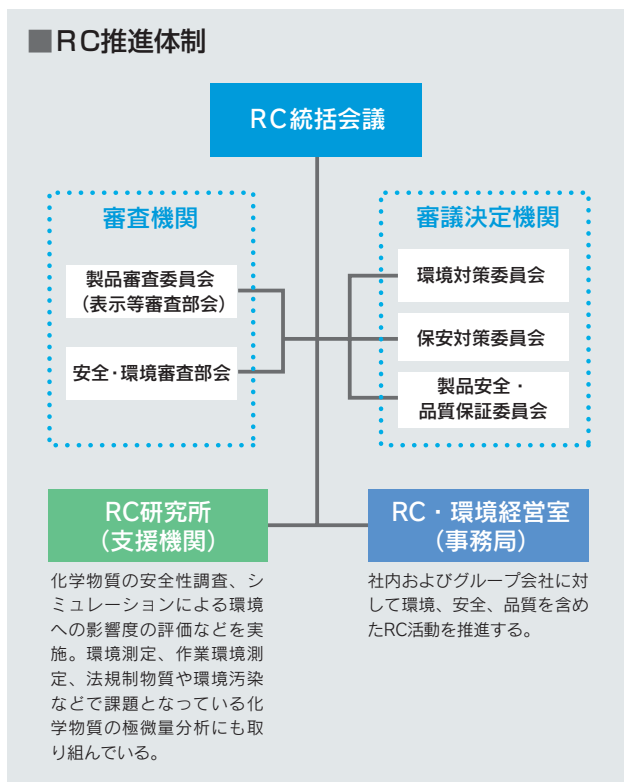 ■RC推進体制
RC統括会議
審査機関
製品審査委員会
（表示等審査部会）
安全・環境審査部会
審議決定機関
環境対策委員会
保安対策委員会
製品安全・
品質保証委員会
RC研究所
（支援機関）
化学物質の安全性調査、シ
ミュレーションによる環境
への影響度の評価などを実
施。環境測定、作業環境測
定、法規制物質や環境汚染
などで課題となっている化
学物質の極微量分析にも取
り組んでいる。
RC・環境経営室
（事務局）
社内およびグループ会社に対
して環境、安全、品質を含め
たRC活動を推進する。